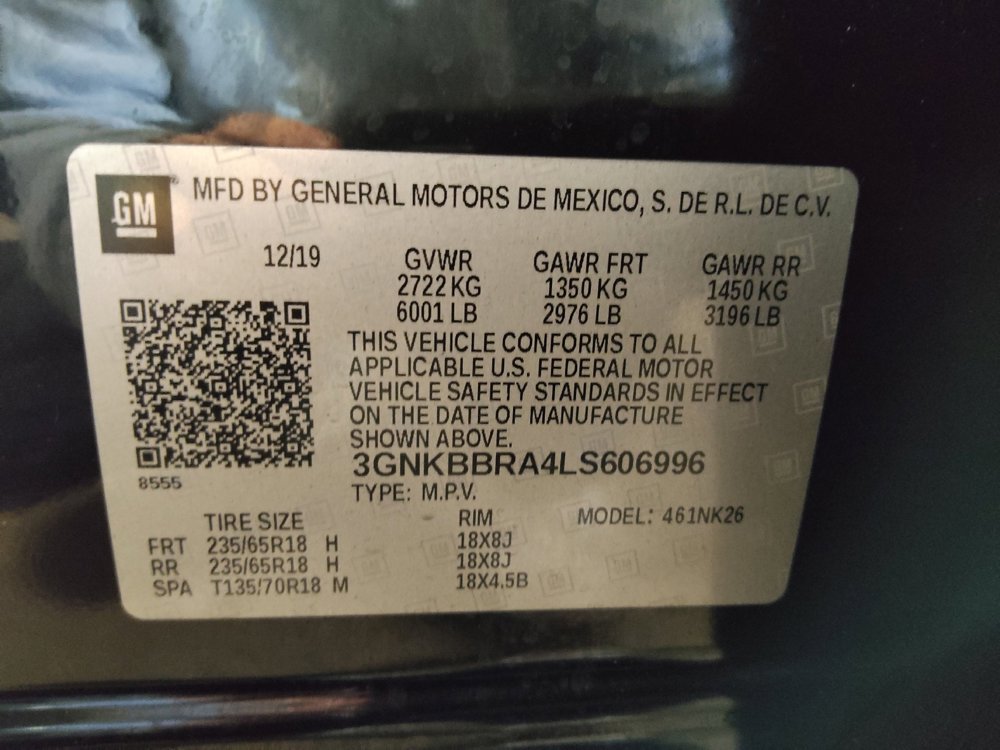 GM
MFD BY GENERAL MOTORS DE MEXICO, S. DE R.L. DE C.V.
12/19 GVWR GAWR FRT GAWR RR
2722 KG 1350 KG 1450 KG
6001 LB 2976 LB 3196 LB
THIS VEHICLE CONFORMS TO ALL
APPLICABLE U.S. FEDERAL MOTOR
VEHICLE SAFETY STANDARDS IN EFFECT
ON THE DATE OF MANUFACTURE
SHOWN ABOVE.
3GNKBBRA4LS606996
8555
TYPE: M.P.V.
TIRE SIZE RIM MODEL: 461NK26
FRT 235/65R18 H 18X8J
RR 235/65R18 H 18X8J
SPA T135/70R18 M 18X4.5B